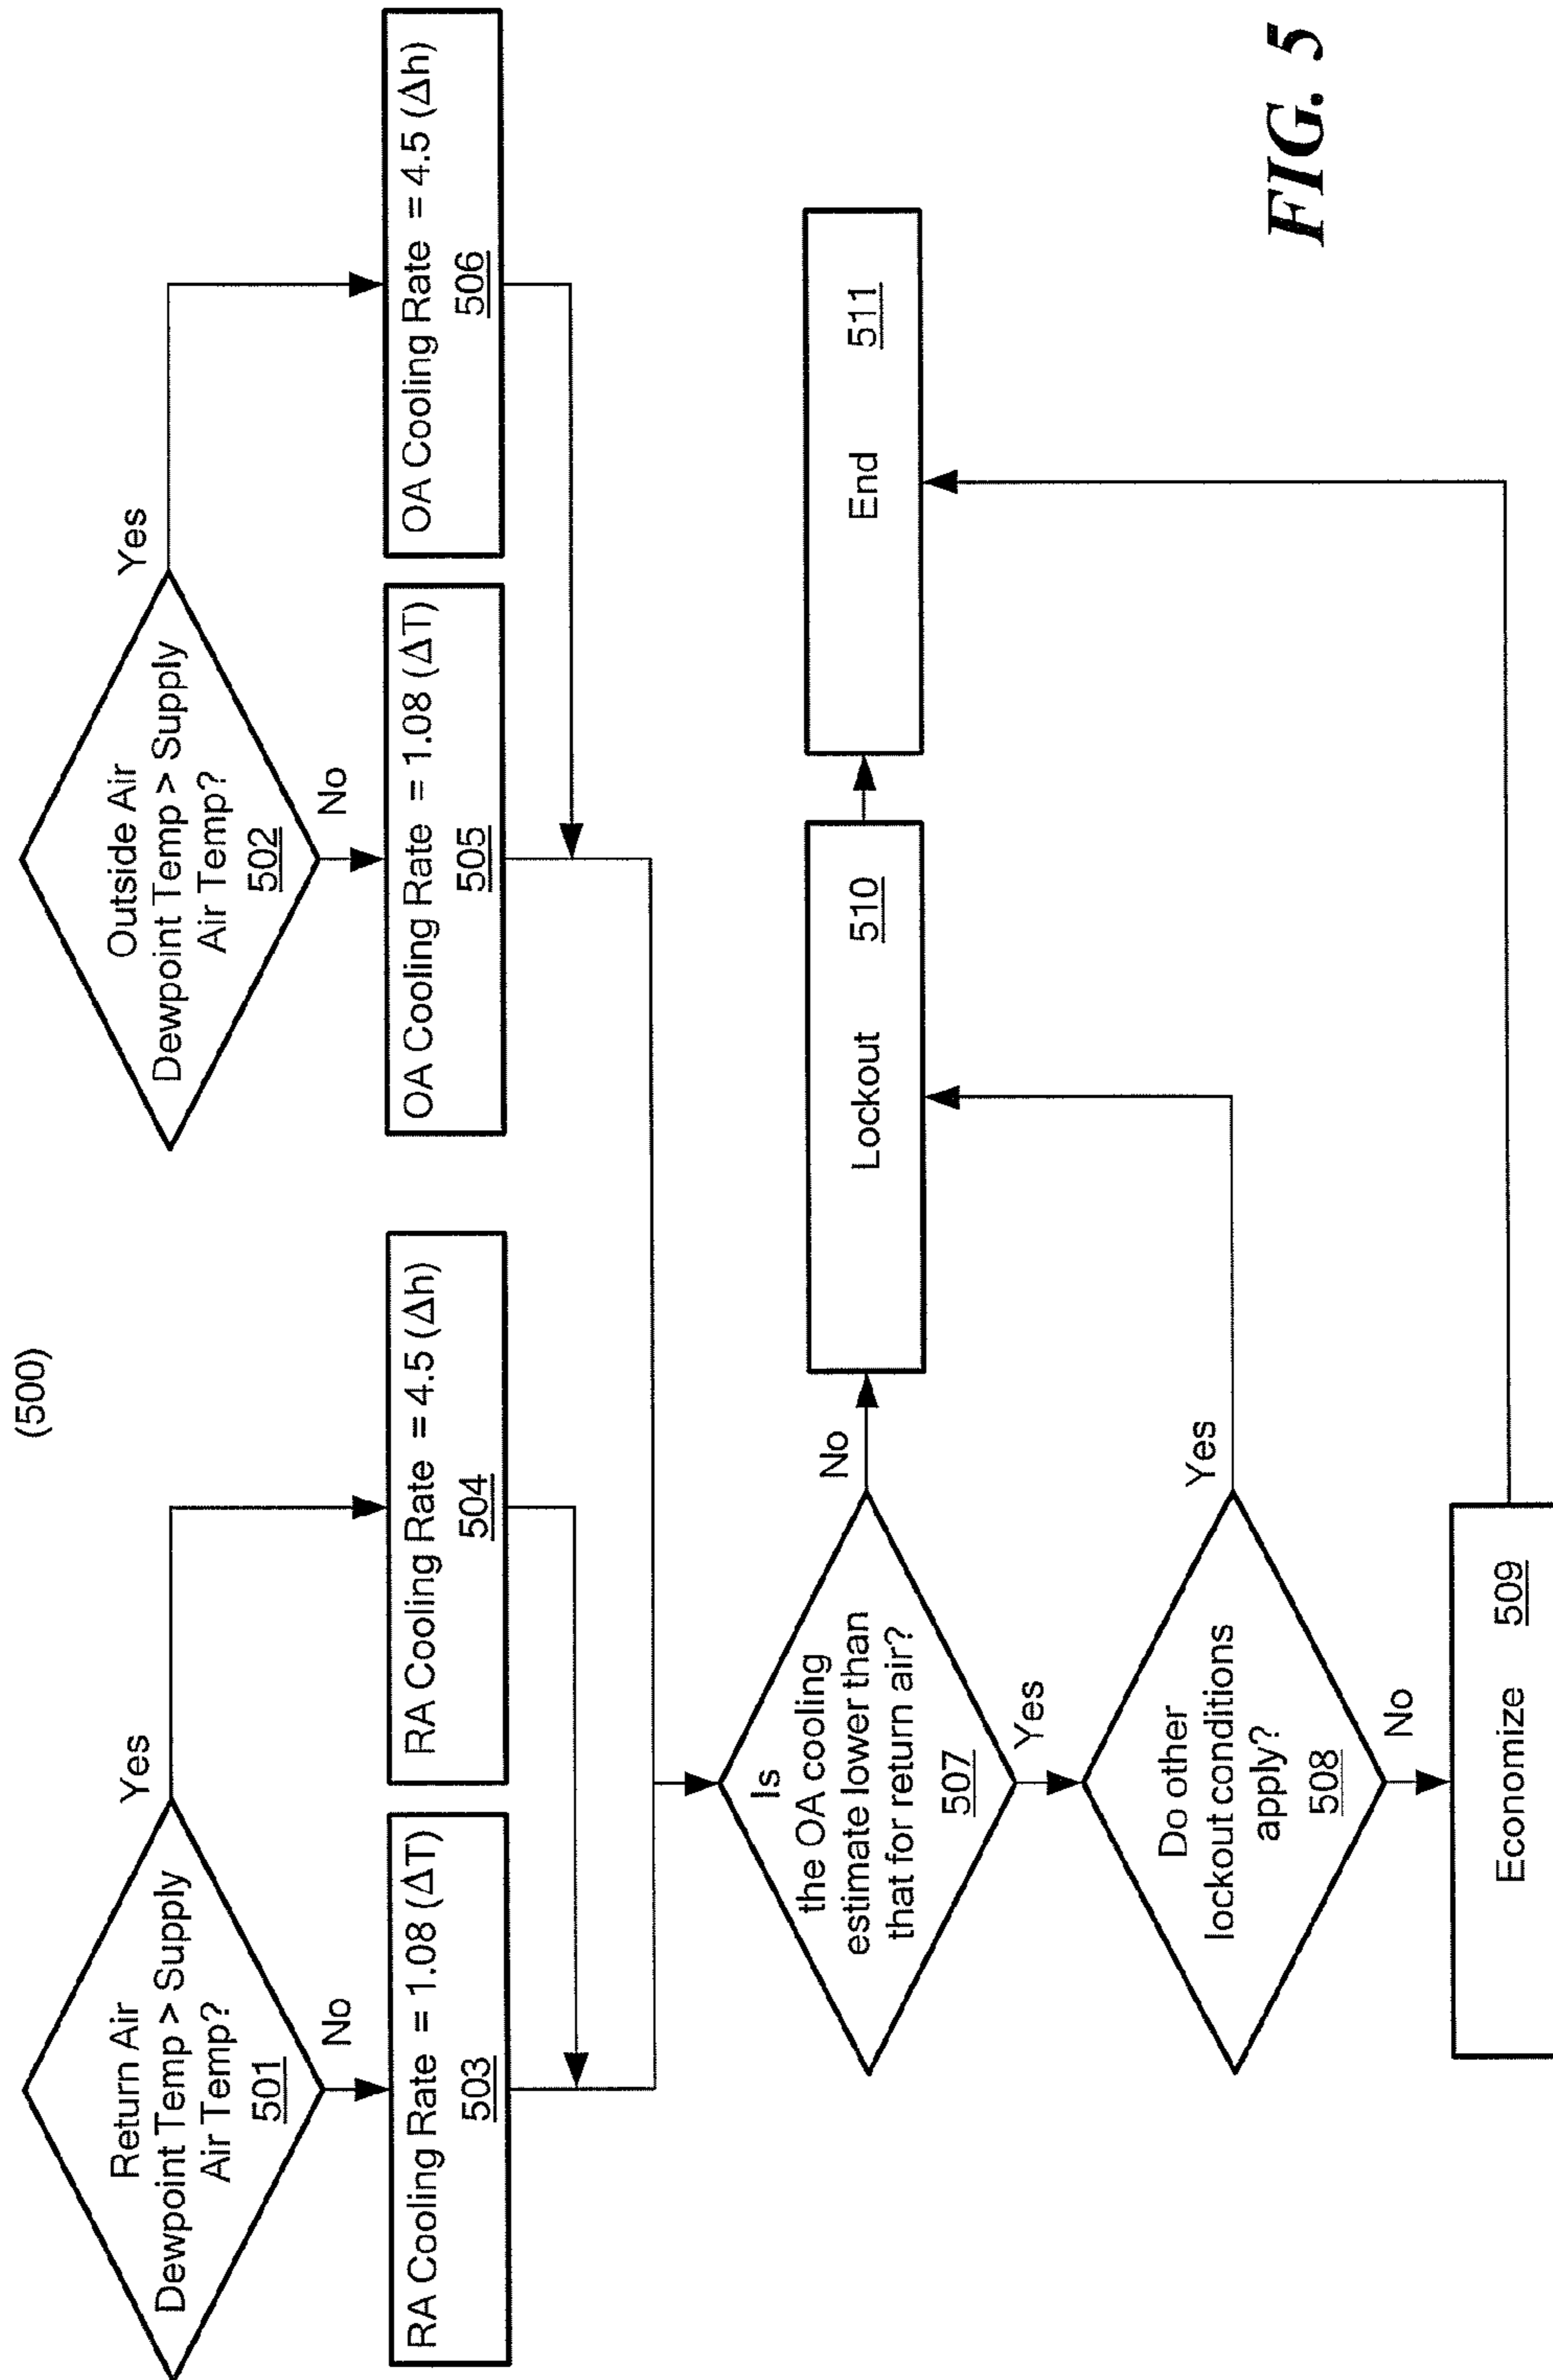 (500)
Return Air
Dewpoint Temp > Supply
Air Temp?
501
Yes
No
RA Cooling Rate = 1.08 (ΔT)
503
RA Cooling Rate = 4.5 (Δh)
504
Outside Air
Dewpoint Temp > Supply
Air Temp?
502
Yes
No
OA Cooling Rate = 1.08 (ΔT)
505
OA Cooling Rate = 4.5 (Δh)
506
Is
the OA cooling
estimate lower than
that for return air?
507
No
Yes
Lockout 510
End 511
Do other
lockout conditions
apply?
508
Yes
No
Economize 509
FIG. 5